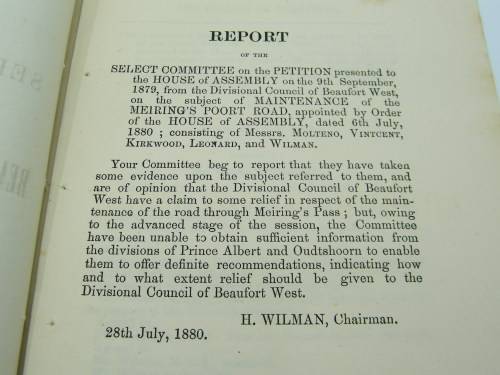 REPORT
OF THE
SELECT COMMITTEE on the PETITION presented to
the HOUSE of ASSEMBLY on the 9th September,
1879, from the Divisional Council of Beaufort West,
on the subject of MAINTENANCE of the
MEIRING'S POORT ROAD, appointed by Order
of the HOUSE of ASSEMBLY, dated 6th July,
1880 ; consisting of Messrs. MOLTENO, VINTCENT,
KIRKWOOD, LEONARD, and WILMAN.
Your Committee beg to report that they have taken
some evidence upon the subject referred to them, and
are of opinion that the Divisional Council of Beaufort
West have a claim to some relief in respect of the main-
tenance of the road through Meiring's Pass ; but, owing
to the advanced stage of the session, the Committee
have been unable to obtain sufficient information from
the divisions of Prince Albert and Oudtshoorn to enable
them to offer definite recommendations, indicating how
and to what extent relief should be given to the
Divisional Council of Beaufort West.
H. WILMAN, Chairman.
28th July, 1880.